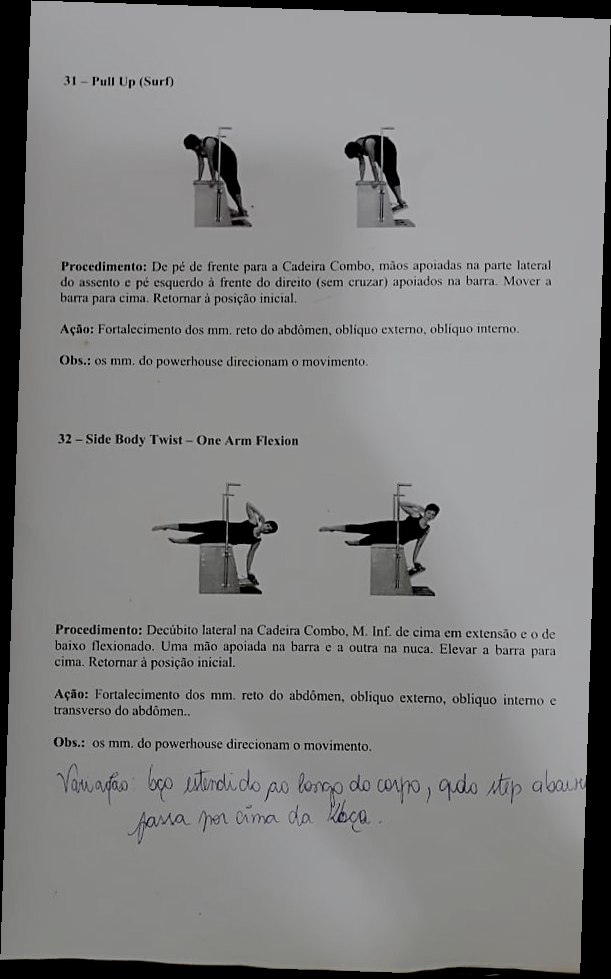 31 – Pull Up (Surf)
Procedimento: De pé de frente para a Cadeira Combo, mãos apoiadas na parte lateral
do assento e pé esquerdo à frente do direito (sem cruzar) apoiados na barra. Mover a
barra para cima. Retornar à posição inicial.
Ação: Fortalecimento dos mm. reto do abdômen, oblíquo externo, oblíquo interno.
Obs.: os mm. do powerhouse direcionam o movimento.
32 – Side Body Twist – One Arm Flexion
Procedimento: Decúbito lateral na Cadeira Combo, M. Inf. de cima em extensão e o de
baixo flexionado. Uma mão apoiada na barra e a outra na nuca. Elevar a barra para
cima. Retornar à posição inicial.
Ação: Fortalecimento dos mm. reto do abdômen, obliquo externo, obliquo interno e
transverso do abdômen..
Obs.: os mm. do powerhouse direcionam o movimento.
Variação: bço estendido ao longo do corpo, qdo step abaixa
passa por cima da